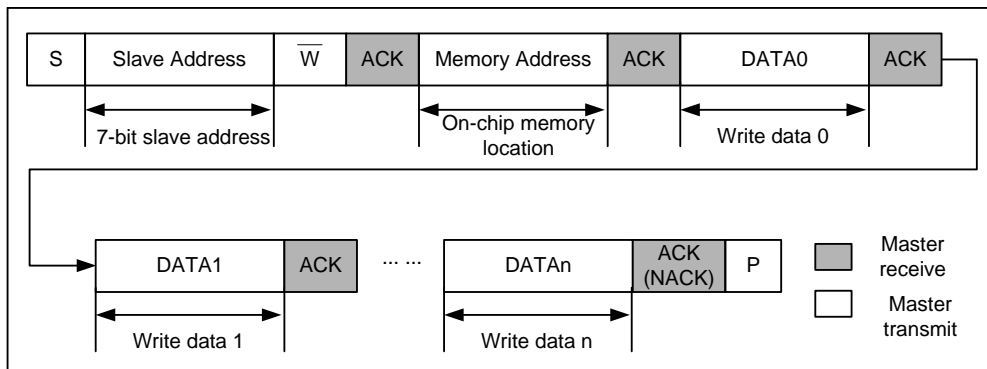 S Slave Address W̅ ACK Memory Address ACK DATA0 ACK
7-bit slave address On-chip memory location Write data 0
DATA1 ACK ... ... DATAn ACK (NACK) P
Write data 1 Write data n
Master receive
Master transmit